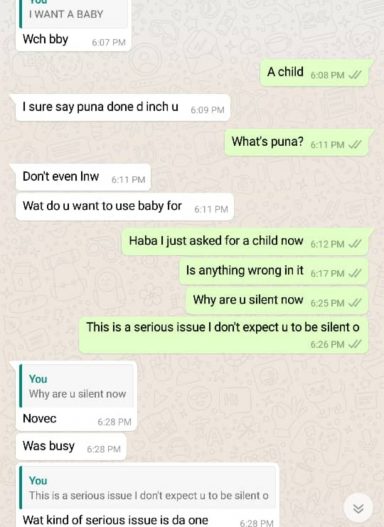 You
I WANT A BABY
Wch bby 6:07 PM
A child 6:08 PM
I sure say puna done d inch u 6:09 PM
What's puna? 6:11 PM
Don't even lnw 6:11 PM
Wat do u want to use baby for 6:11 PM
Haba I just asked for a child now 6:12 PM
Is anything wrong in it 6:17 PM
Why are u silent now 6:25 PM
This is a serious issue I don't expect u to be silent o
6:26 PM
You
Why are u silent now
Novec 6:28 PM
Was busy 6:28 PM
You
This is a serious issue I don't expect u to be silent o
Wat kind of serious issue is da one 6:28 PM